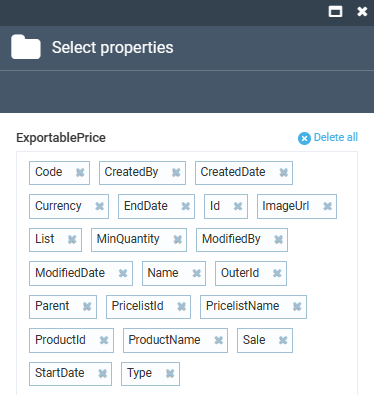 Select properties
ExportablePrice Delete all
Code CreatedBy CreatedDate
Currency EndDate Id ImageUrl
List MinQuantity ModifiedBy
ModifiedDate Name OuterId
Parent PricelistId PricelistName
ProductId ProductName Sale
StartDate Type